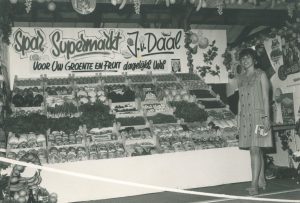 Spar Supermarkt J.v. Daal
VOOR UW GROENTE EN FRUIT dagelijks vers